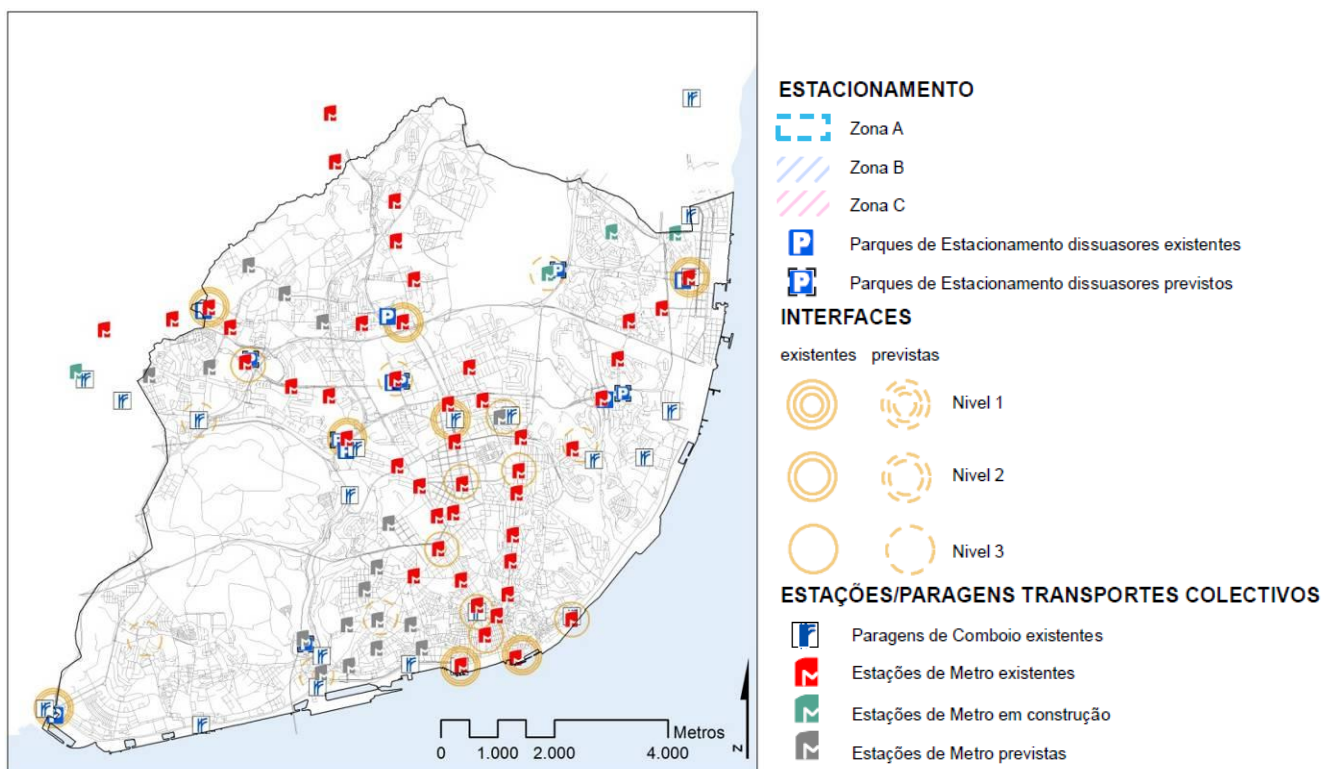 ESTACIONAMENTO
Zona A
Zona B
Zona C
P Parques de Estacionamento dissuasores existentes
P Parques de Estacionamento dissuasores previstos
INTERFACES
existentes previstas
Nivel 1
Nivel 2
Nivel 3
ESTAÇÕES/PARAGENS TRANSPORTES COLECTIVOS
Paragens de Comboio existentes
Estações de Metro existentes
Estações de Metro em construção
Estações de Metro previstas
Metros
0 1.000 2.000 4.000
N